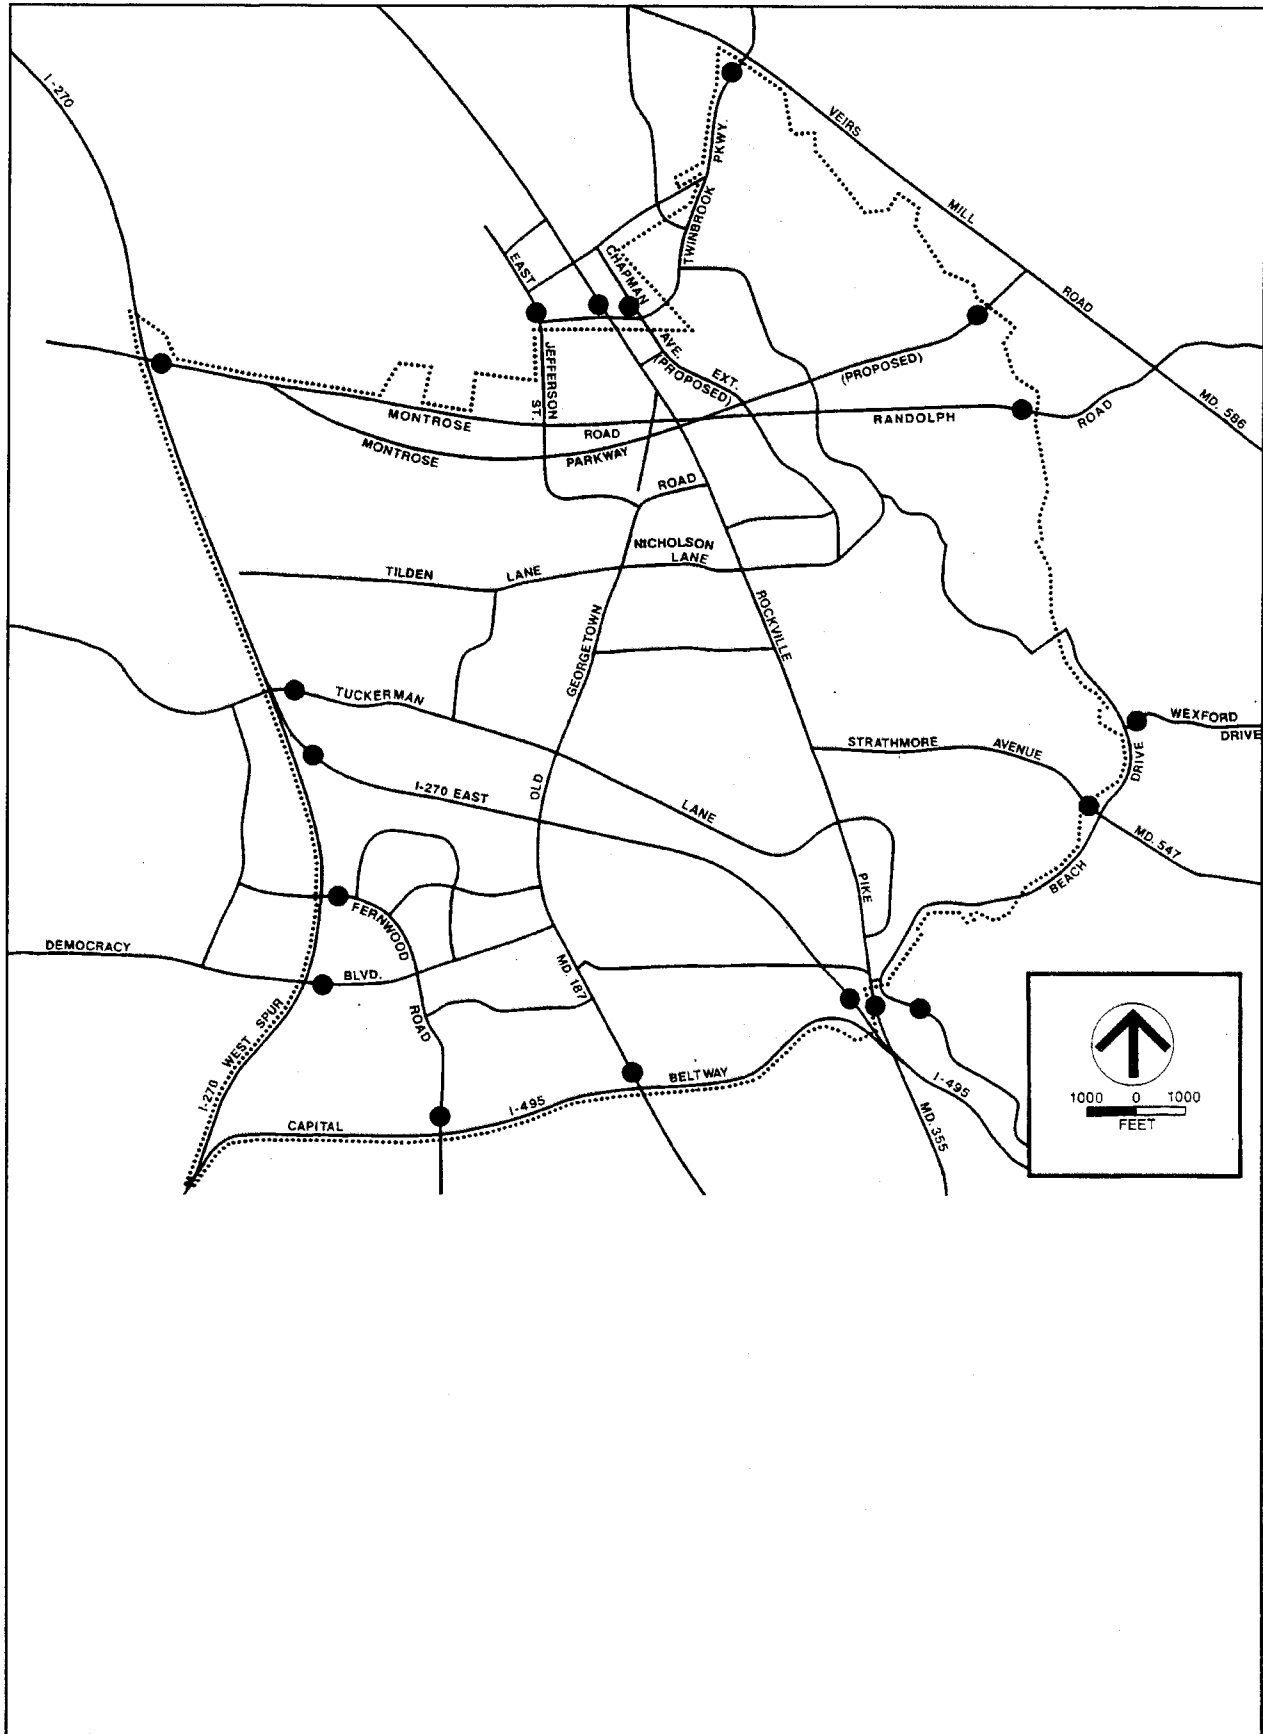 I-270
VEIRS
MILL
ROAD
MD. 586
TWINBROOK
PKWY.
EAST
JEFFERSON
ST.
CHAPMAN
AVE.
EXT.
(PROPOSED)
(PROPOSED)
MONTROSE
ROAD
RANDOLPH
ROAD
MONTROSE
PARKWAY
ROAD
NICHOLSON
LANE
TILDEN
LANE
GEORGETOWN
OLD
ROCKVILLE
PIKE
TUCKERMAN
LANE
STRATHMORE
AVENUE
WEXFORD
DRIVE
DRIVE
BEACH
MD. 547
I-270 EAST
FERNWOOD
ROAD
DEMOCRACY
BLVD.
MD. 187
I-270 WEST SPUR
CAPITAL
I-495
BELTWAY
I-495
MD. 355
1000 0 1000
FEET